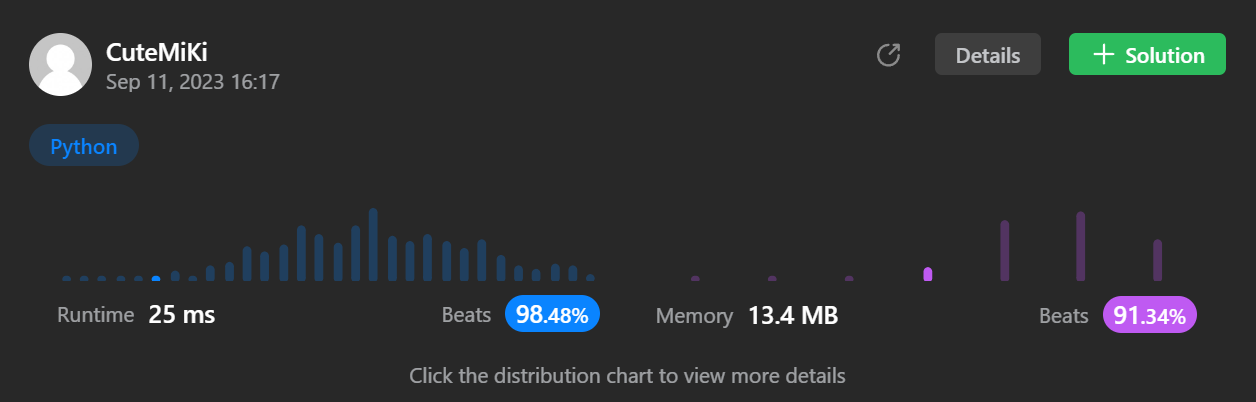 CuteMiKi
Sep 11, 2023 16:17
Details
Solution
Python
Runtime 25 ms
Beats 98.48%
Memory 13.4 MB
Beats 91.34%
Click the distribution chart to view more details